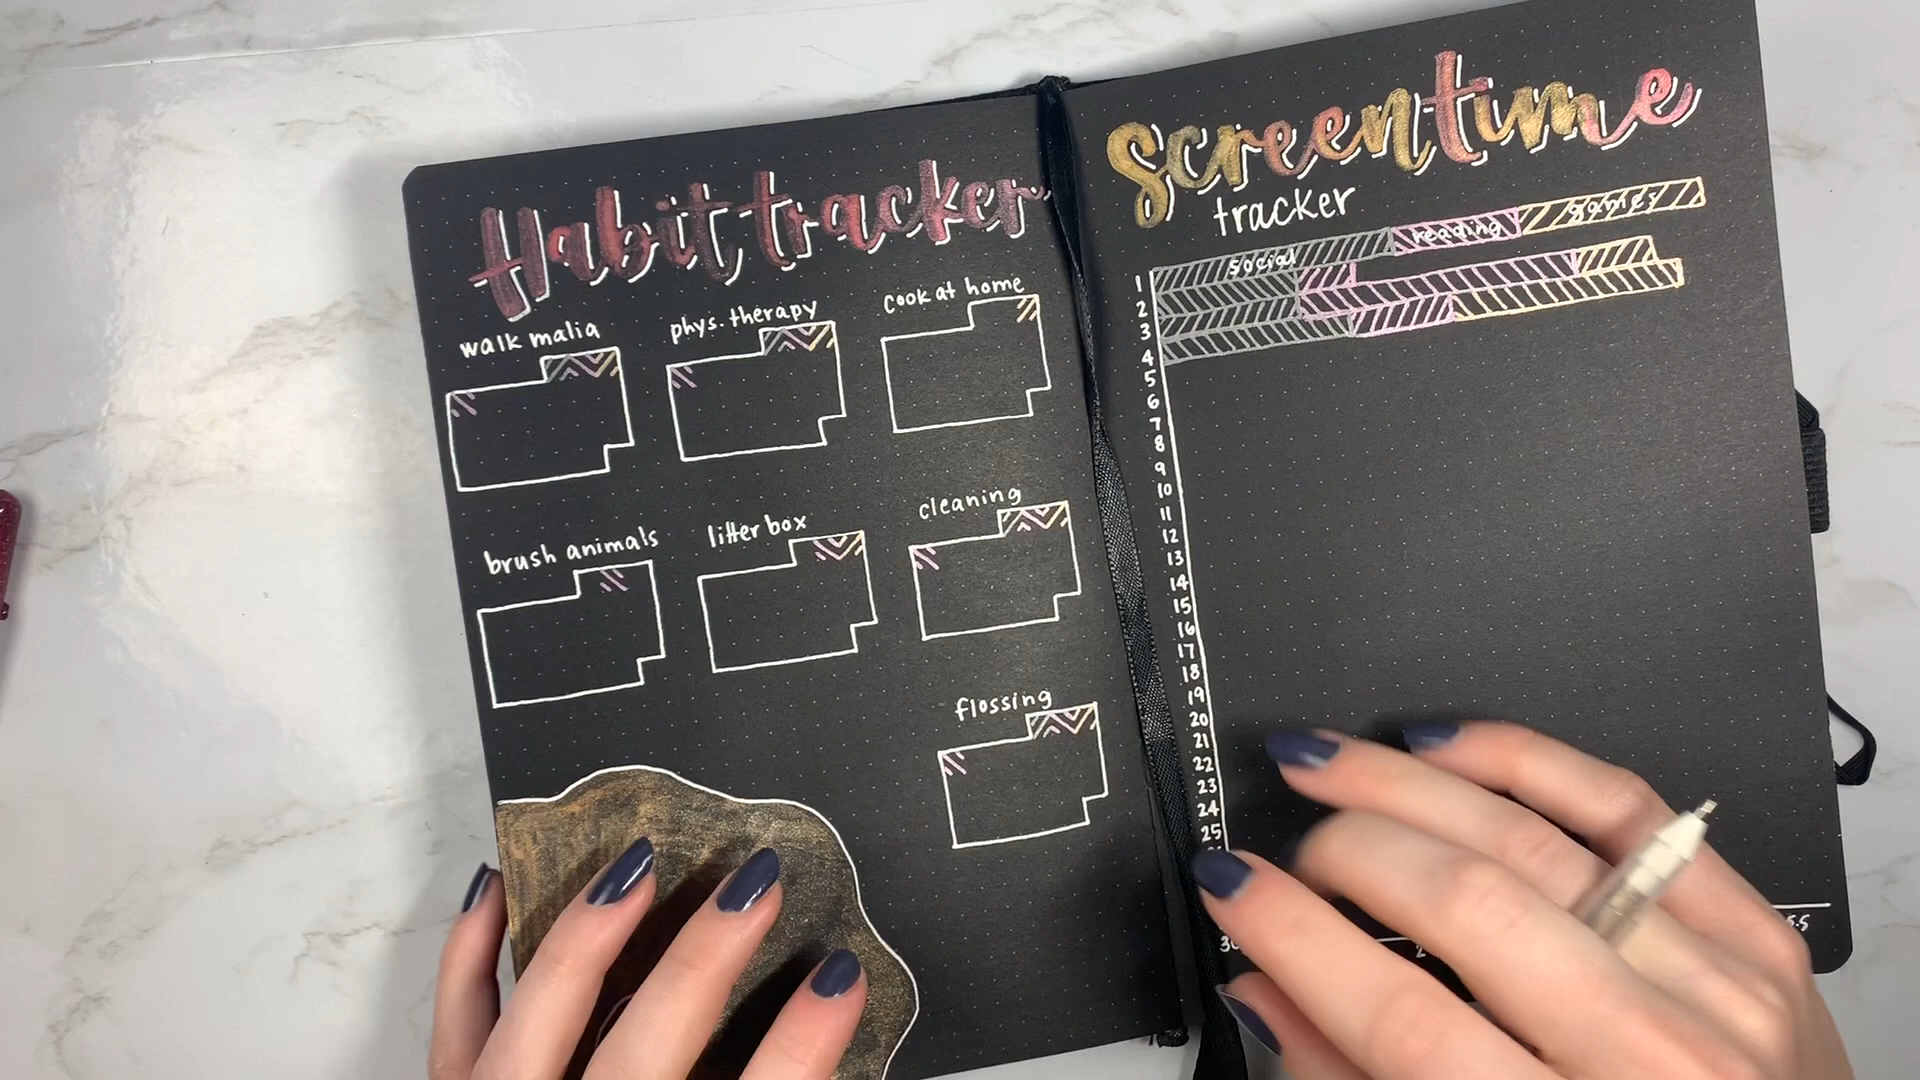 Habit tracker
walk malia
phys. therapy
cook at home
brush animals
litter box
cleaning
flossing
screentime
tracker
social
reading
games
1
2
3
4
5
6
7
8
9
10
11
12
13
14
15
16
17
18
19
20
21
22
23
24
25
5.5